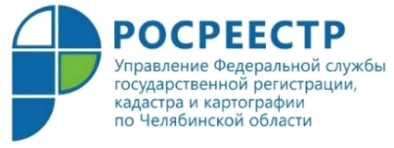 РОСРЕЕСТР
Управление Федеральной службы
государственной регистрации,
кадастра и картографии
по Челябинской области